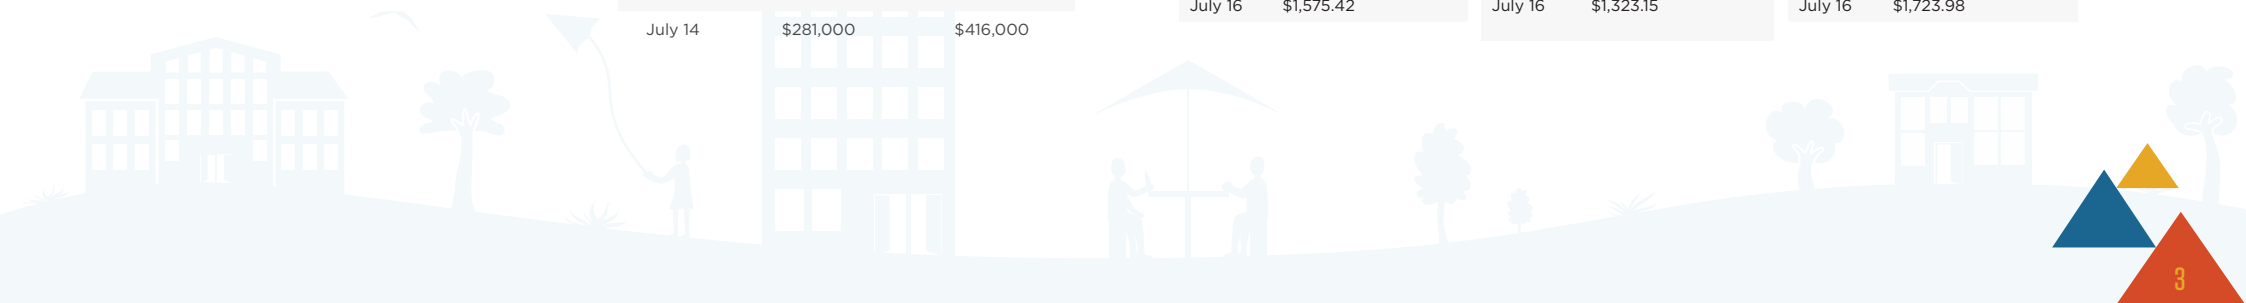 July 16 $1,575.42
July 16 $1,323.15
July 16 $1,723.98
July 14 $281,000 $416,000
3